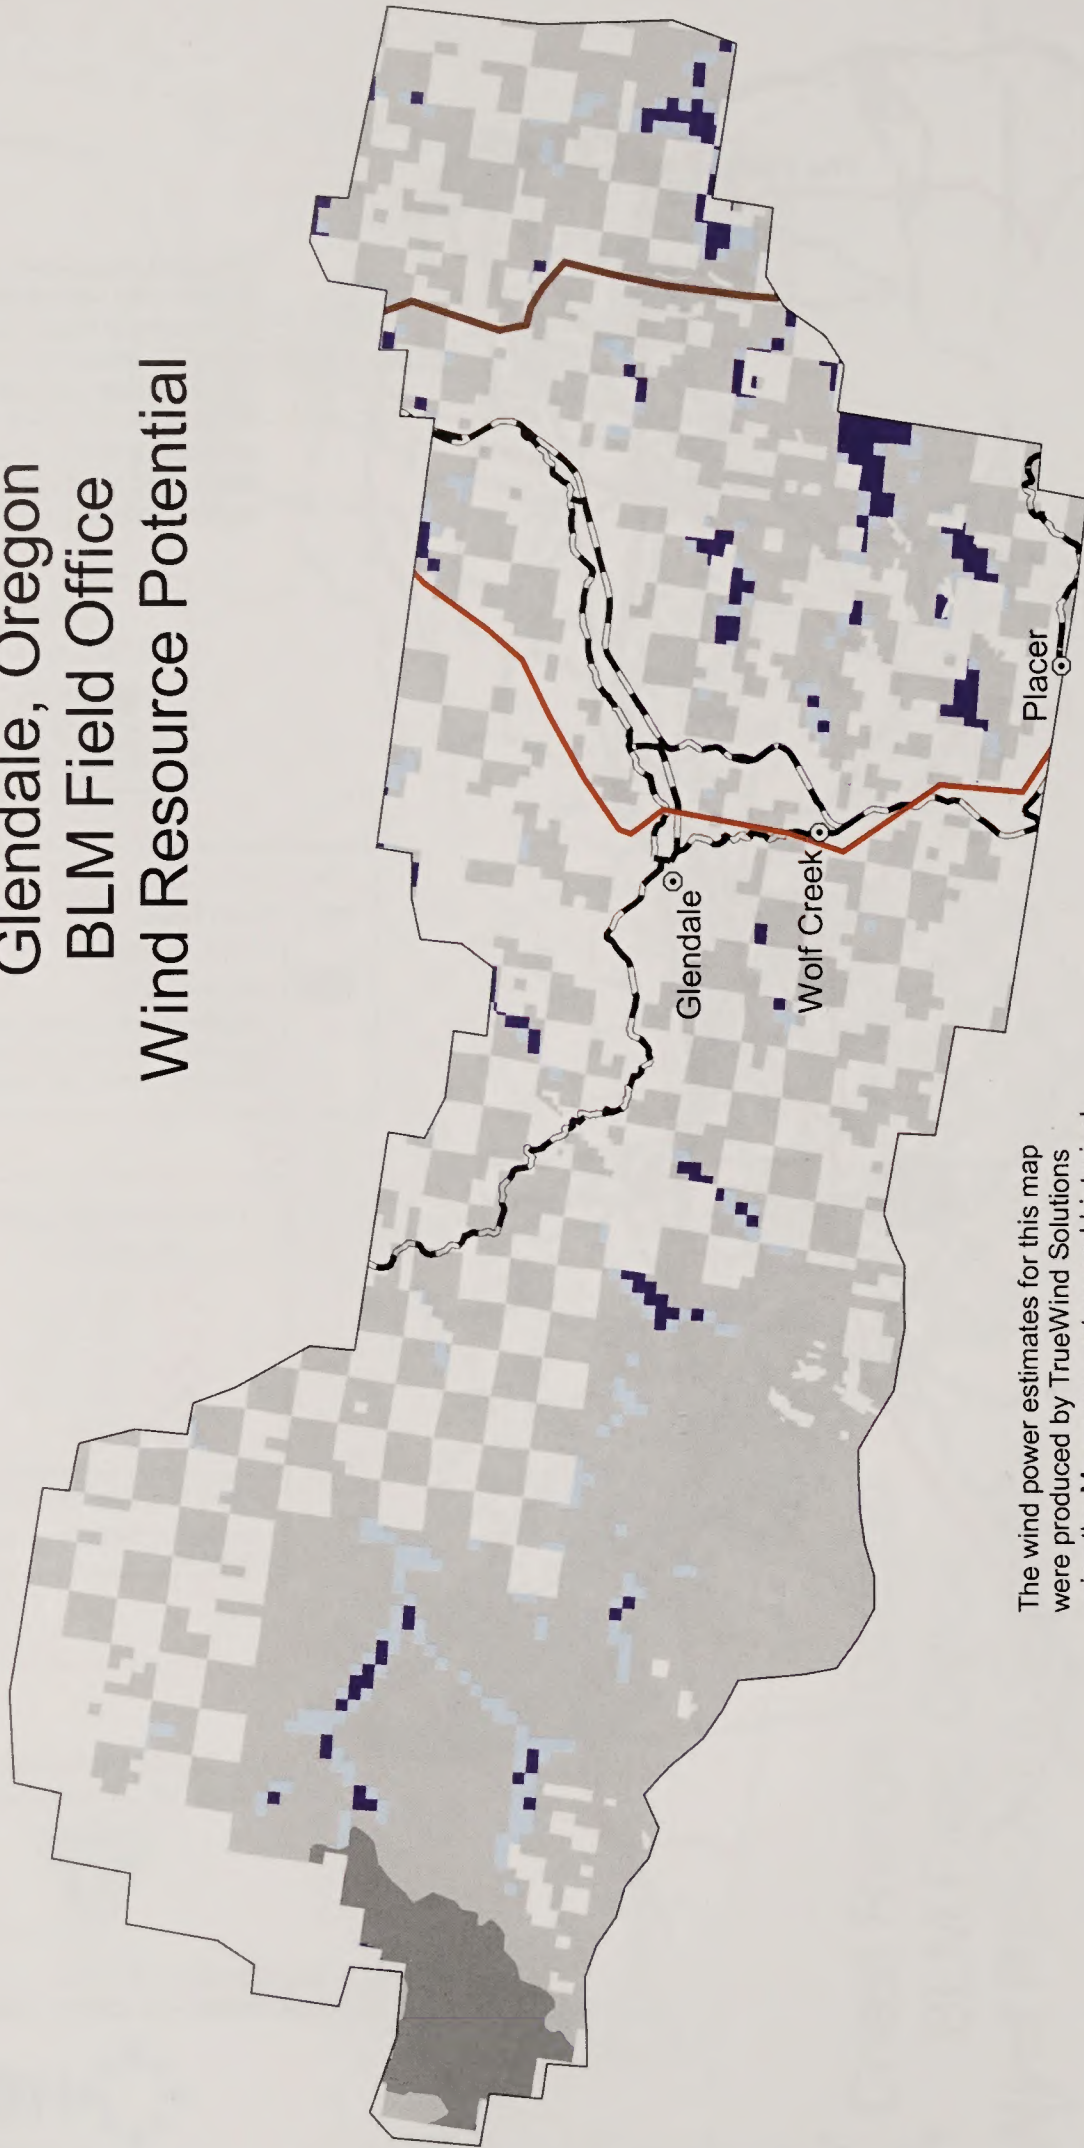 Glendale, Oregon
BLM Field Office
Wind Resource Potential
Glendale
Wolf Creek
Placer
The wind power estimates for this map
were produced by TrueWind Solutions